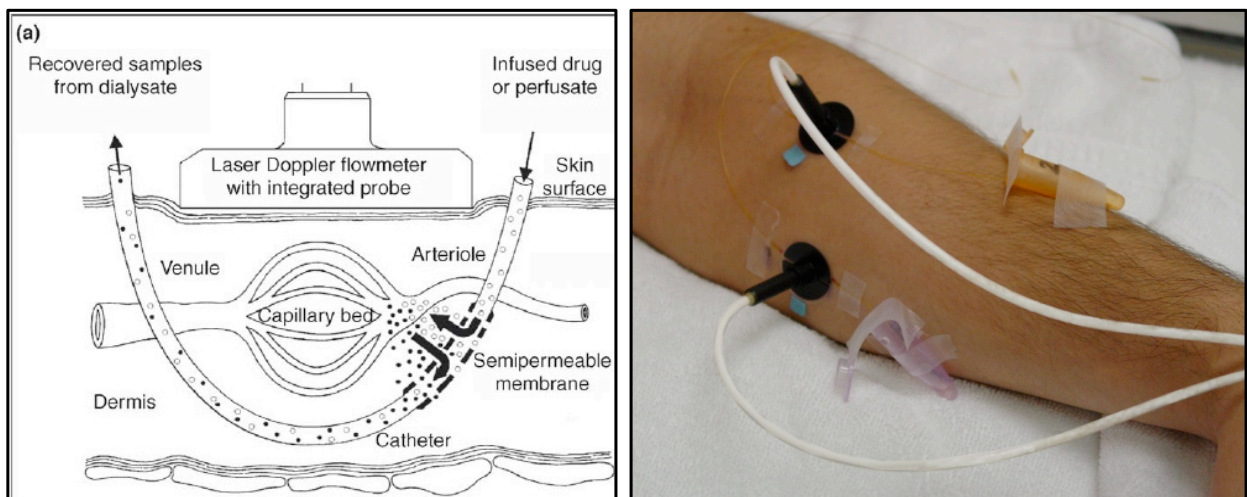 (a)
Recovered samples
from dialysate
Infused drug
or perfusate
Laser Doppler flowmeter
with integrated probe
Skin
surface
Venule
Arteriole
Capillary bed
Semipermeable
membrane
Dermis
Catheter
2